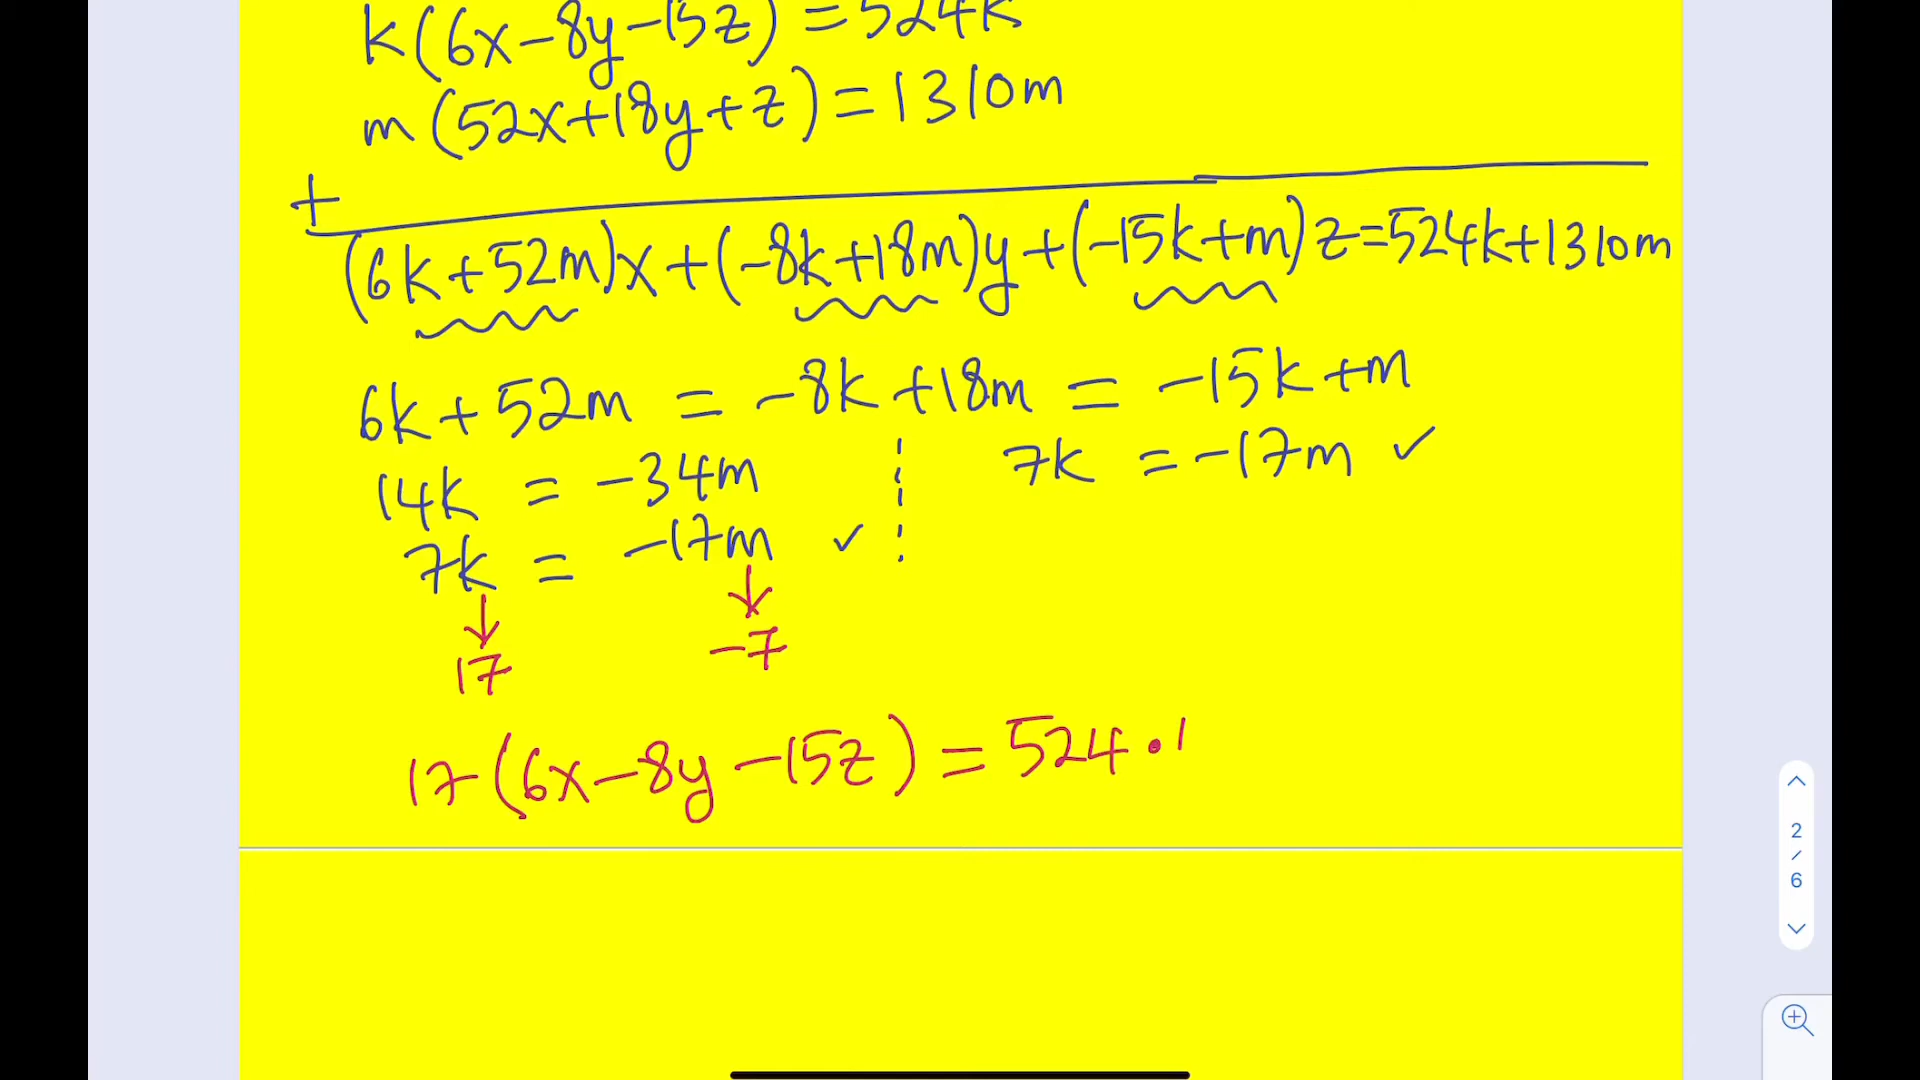 k(6x-8y-15z)=524k
m(52x+18y+z)=1310m
+
(6k+52m)x+(-8k+18m)y+(-15k+m)z=524k+1310m
6k+52m = -8k+18m = -15k+m
14k = -34m
7k = -17m ✓
7k = -17m ✓
17
-7
17(6x-8y-15z)=524·1
2
/
6